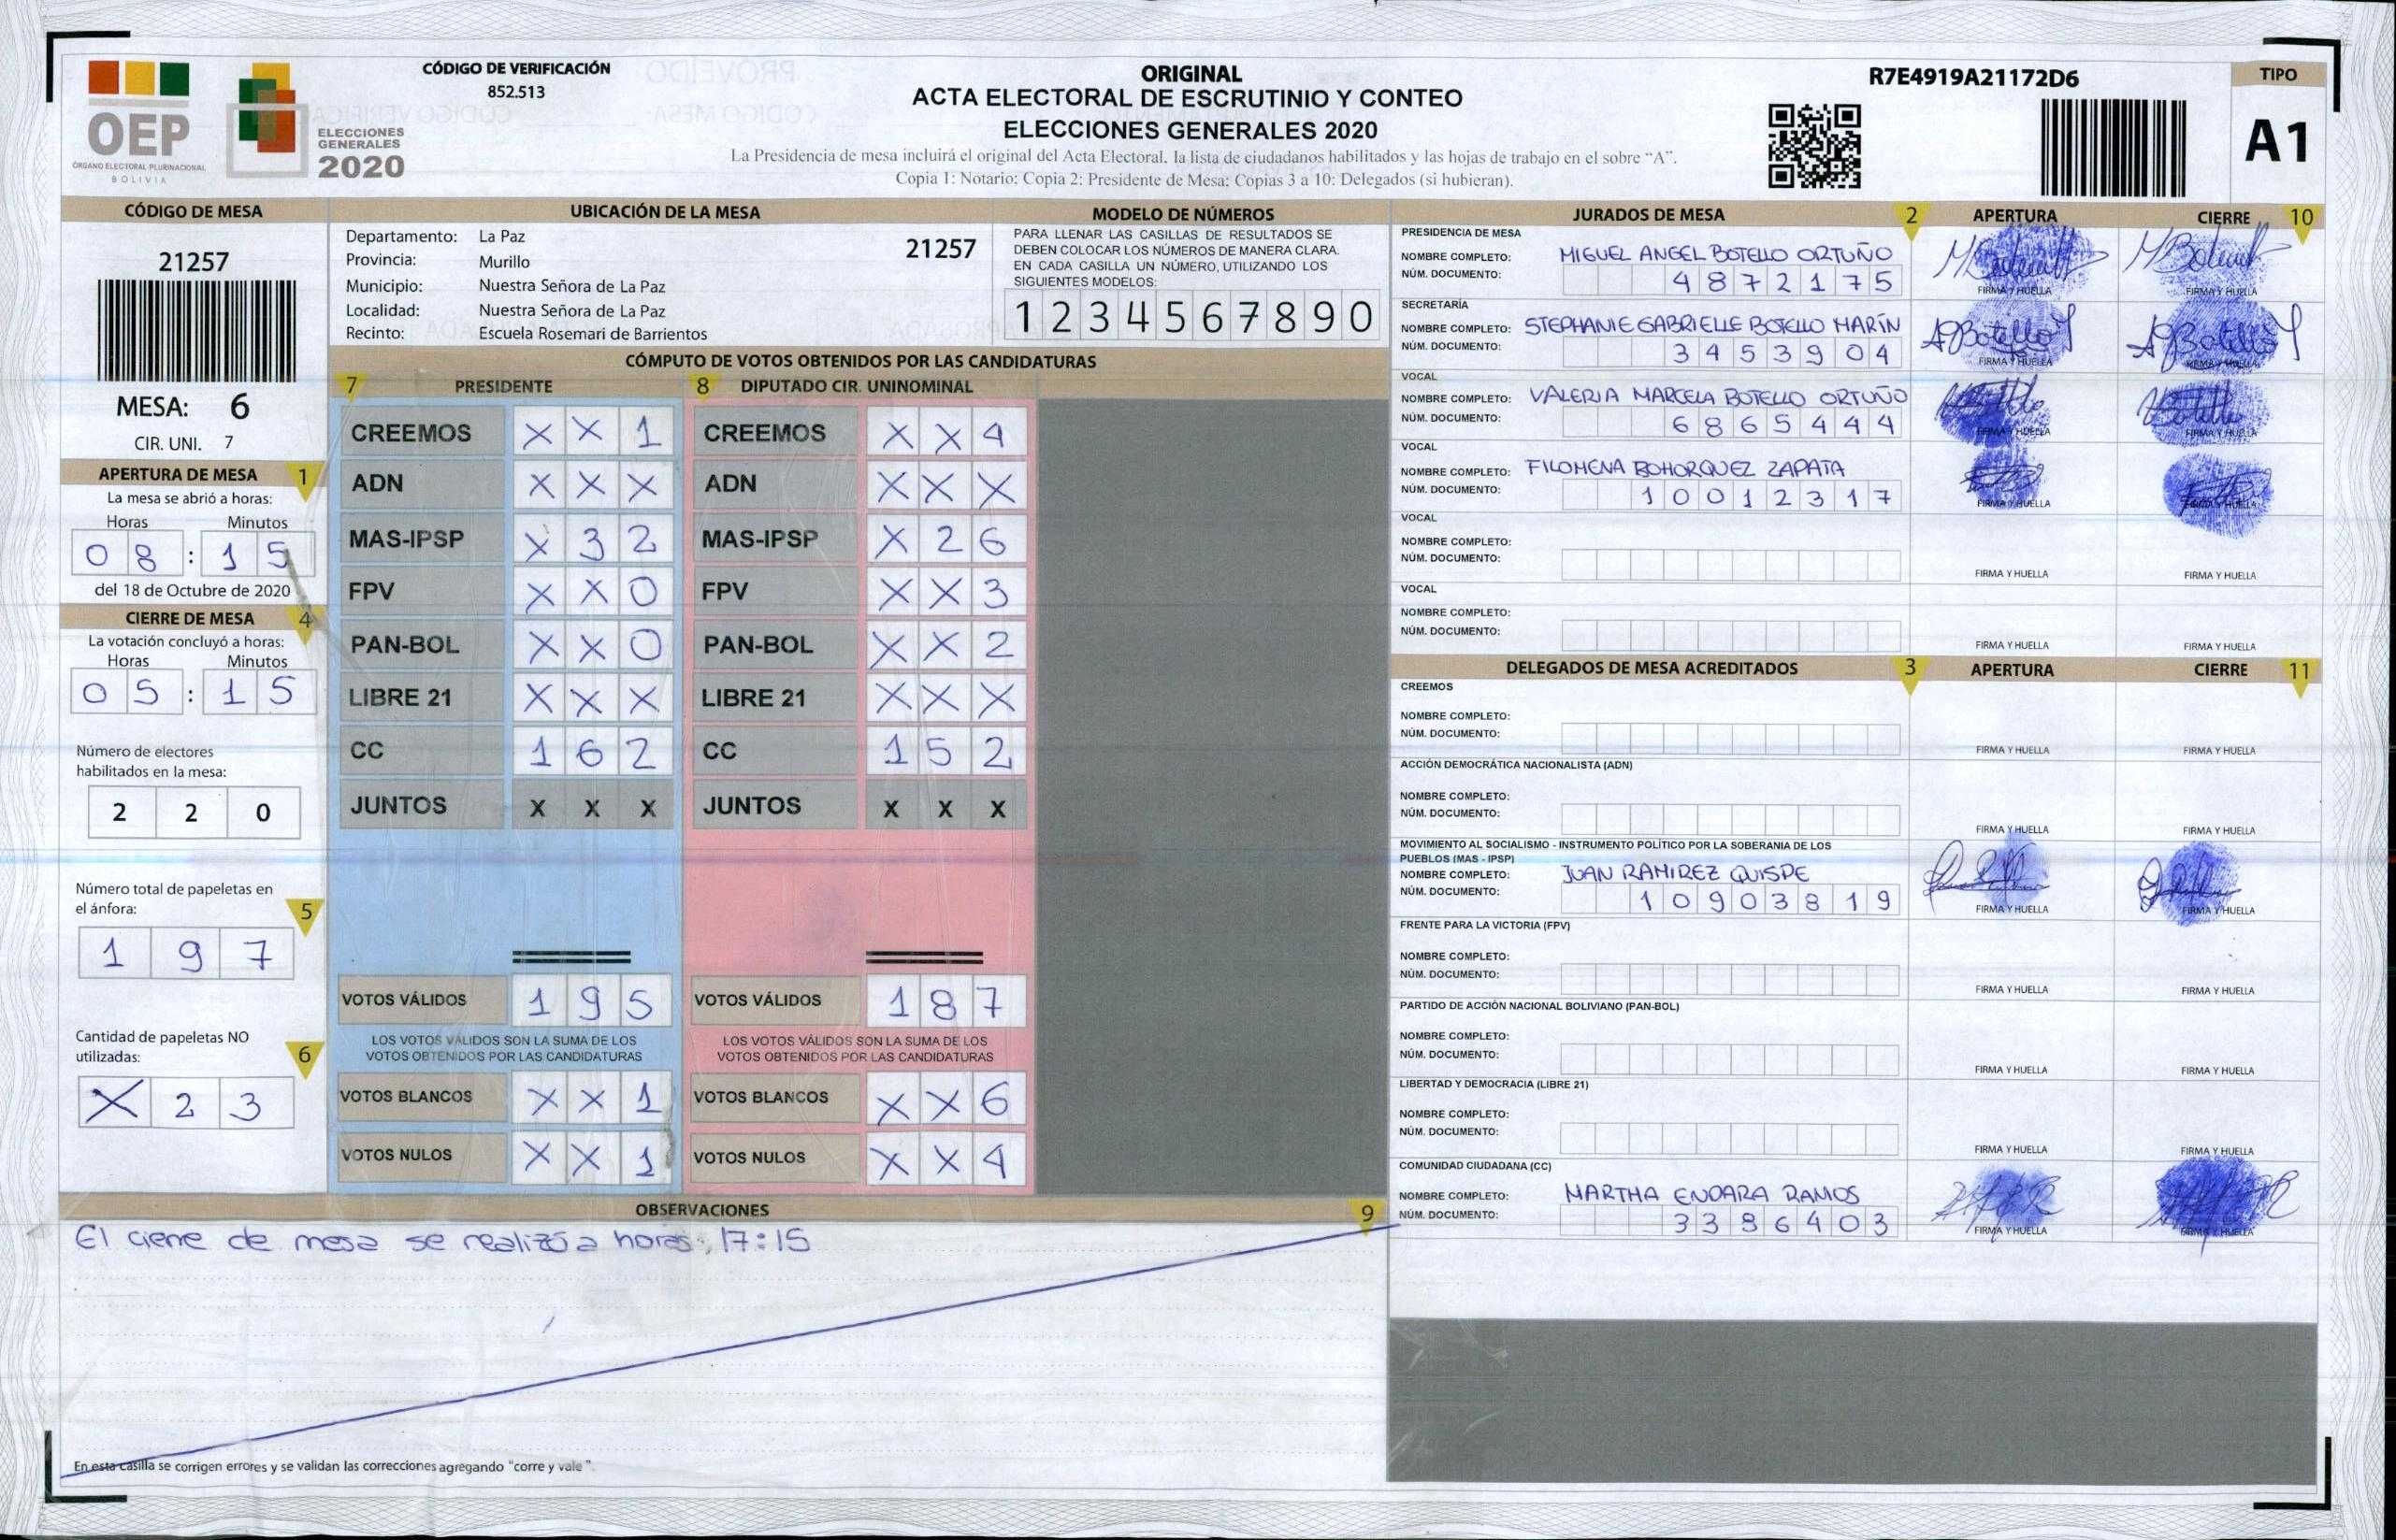 CÓDIGO DE VERIFICACIÓN
852.513
OEP
ÓRGANO ELECTORAL PLURINACIONAL
BOLIVIA
ELECCIONES
GENERALES
2020
ORIGINAL
ACTA ELECTORAL DE ESCRUTINIO Y CONTEO
ELECCIONES GENERALES 2020
La Presidencia de mesa incluirá el original del Acta Electoral, la lista de ciudadanos habilitados y las hojas de trabajo en el sobre "A".
Copia 1: Notario; Copia 2: Presidente de Mesa; Copias 3 a 10: Delegados (si hubieran).
R7E4919A21172D6
TIPO
A1
CÓDIGO DE MESA
21257
MESA: 6
CIR. UNI. 7
APERTURA DE MESA 1
La mesa se abrió a horas:
Horas Minutos
0 8 : 1 5
del 18 de Octubre de 2020
CIERRE DE MESA 4
La votación concluyó a horas:
Horas Minutos
0 5 : 1 5
Número de electores
habilitados en la mesa:
2 2 0
Número total de papeletas en
el ánfora: 5
1 9 7
Cantidad de papeletas NO
utilizadas: 6
X 2 3
UBICACIÓN DE LA MESA
Departamento: La Paz 21257
Provincia: Murillo
Municipio: Nuestra Señora de La Paz
Localidad: Nuestra Señora de La Paz
Recinto: Escuela Rosemari de Barrientos
MODELO DE NÚMEROS
PARA LLENAR LAS CASILLAS DE RESULTADOS SE
DEBEN COLOCAR LOS NÚMEROS DE MANERA CLARA.
EN CADA CASILLA UN NÚMERO, UTILIZANDO LOS
SIGUIENTES MODELOS:
1 2 3 4 5 6 7 8 9 0
CÓMPUTO DE VOTOS OBTENIDOS POR LAS CANDIDATURAS
7 PRESIDENTE 8 DIPUTADO CIR. UNINOMINAL
CREEMOS X X 1 CREEMOS X X 4
ADN X X X ADN X X X
MAS-IPSP X 3 2 MAS-IPSP X 2 6
FPV X X 0 FPV X X 3
PAN-BOL X X 0 PAN-BOL X X 2
LIBRE 21 X X X LIBRE 21 X X X
CC 1 6 2 CC 1 5 2
JUNTOS X X X JUNTOS X X X
VOTOS VÁLIDOS 1 9 5 VOTOS VÁLIDOS 1 8 7
LOS VOTOS VÁLIDOS SON LA SUMA DE LOS LOS VOTOS VÁLIDOS SON LA SUMA DE LOS
VOTOS OBTENIDOS POR LAS CANDIDATURAS VOTOS OBTENIDOS POR LAS CANDIDATURAS
VOTOS BLANCOS X X 1 VOTOS BLANCOS X X 6
VOTOS NULOS X X 1 VOTOS NULOS X X 4
OBSERVACIONES 9
El cierre de mesa se realizó a horas, 17:15
En esta casilla se corrigen errores y se validan las correcciones agregando "corre y vale".
JURADOS DE MESA 2 APERTURA CIERRE 10
PRESIDENCIA DE MESA
NOMBRE COMPLETO: MIGUEL ANGEL BOTELLO ORTUÑO
NÚM. DOCUMENTO: 4 8 7 2 1 7 5
FIRMA Y HUELLA FIRMA Y HUELLA
SECRETARÍA
NOMBRE COMPLETO: STEPHANIE GABRIELLE BOTELLO MARÍN
NÚM. DOCUMENTO: 3 4 5 3 9 0 4
FIRMA Y HUELLA FIRMA Y HUELLA
VOCAL
NOMBRE COMPLETO: VALERIA MARCELA BOTELLO ORTUÑO
NÚM. DOCUMENTO: 6 8 6 5 4 4 4
FIRMA Y HUELLA FIRMA Y HUELLA
VOCAL
NOMBRE COMPLETO: FILOMENA BOHORQUEZ ZAPATA
NÚM. DOCUMENTO: 1 0 0 1 2 3 1 7
FIRMA Y HUELLA FIRMA Y HUELLA
VOCAL
NOMBRE COMPLETO:
NÚM. DOCUMENTO:
FIRMA Y HUELLA FIRMA Y HUELLA
VOCAL
NOMBRE COMPLETO:
NÚM. DOCUMENTO:
FIRMA Y HUELLA FIRMA Y HUELLA
DELEGADOS DE MESA ACREDITADOS 3 APERTURA CIERRE 11
CREEMOS
NOMBRE COMPLETO:
NÚM. DOCUMENTO:
FIRMA Y HUELLA FIRMA Y HUELLA
ACCIÓN DEMOCRÁTICA NACIONALISTA (ADN)
NOMBRE COMPLETO:
NÚM. DOCUMENTO:
FIRMA Y HUELLA FIRMA Y HUELLA
MOVIMIENTO AL SOCIALISMO - INSTRUMENTO POLÍTICO POR LA SOBERANIA DE LOS
PUEBLOS (MAS - IPSP)
NOMBRE COMPLETO: JUAN RAMIREZ QUISPE
NÚM. DOCUMENTO: 1 0 9 0 3 8 1 9
FIRMA Y HUELLA FIRMA Y HUELLA
FRENTE PARA LA VICTORIA (FPV)
NOMBRE COMPLETO:
NÚM. DOCUMENTO:
FIRMA Y HUELLA FIRMA Y HUELLA
PARTIDO DE ACCIÓN NACIONAL BOLIVIANO (PAN-BOL)
NOMBRE COMPLETO:
NÚM. DOCUMENTO:
FIRMA Y HUELLA FIRMA Y HUELLA
LIBERTAD Y DEMOCRACIA (LIBRE 21)
NOMBRE COMPLETO:
NÚM. DOCUMENTO:
FIRMA Y HUELLA FIRMA Y HUELLA
COMUNIDAD CIUDADANA (CC)
NOMBRE COMPLETO: MARTHA ENDARA RAMOS
NÚM. DOCUMENTO: 3 3 8 6 4 0 3
FIRMA Y HUELLA FIRMA Y HUELLA